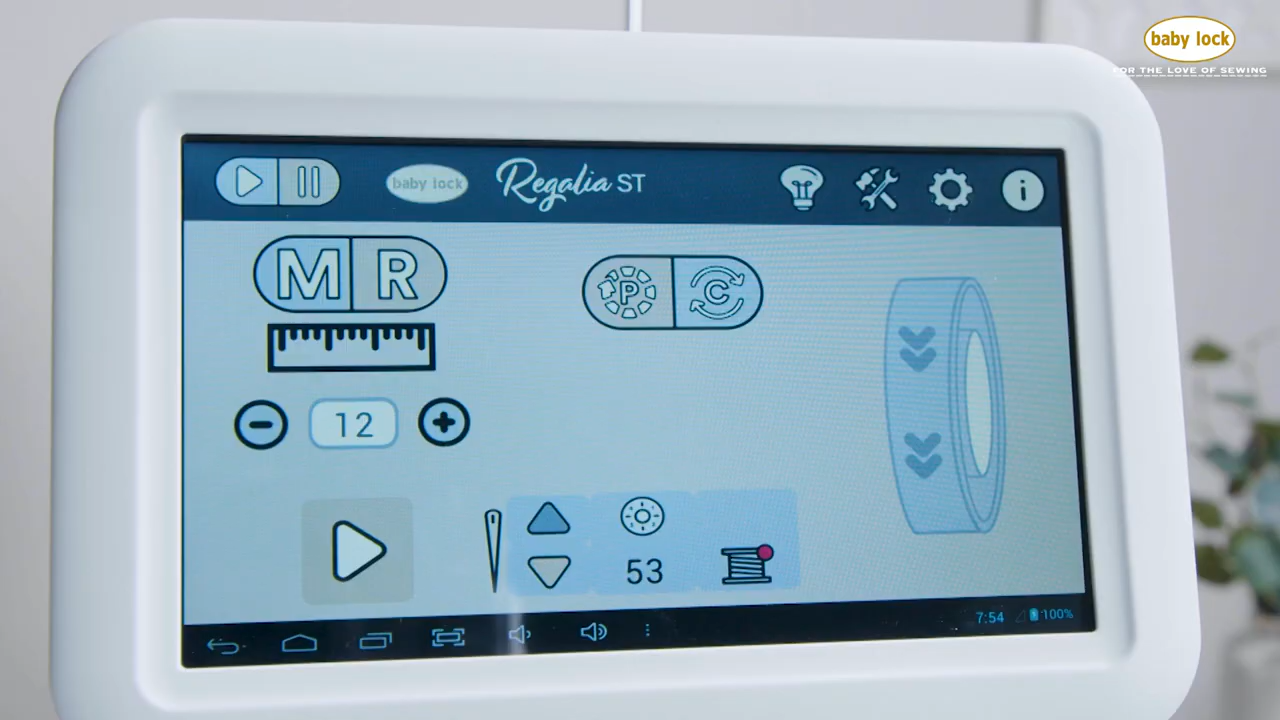 baby lock
FOR THE LOVE OF SEWING
baby lock Regalia ST
M R
P C
12
53
7:54 100%